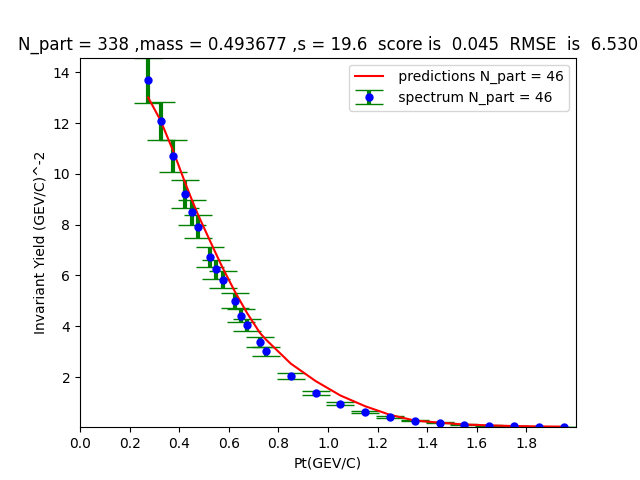 N_part = 338 ,mass = 0.493677 ,s = 19.6  score is  0.045  RMSE  is  6.530
predictions N_part = 46
spectrum N_part = 46
Invariant Yield (GEV/C)^-2
14
12
10
8
6
4
2
0.0 0.2 0.4 0.6 0.8 1.0 1.2 1.4 1.6 1.8
Pt(GEV/C)